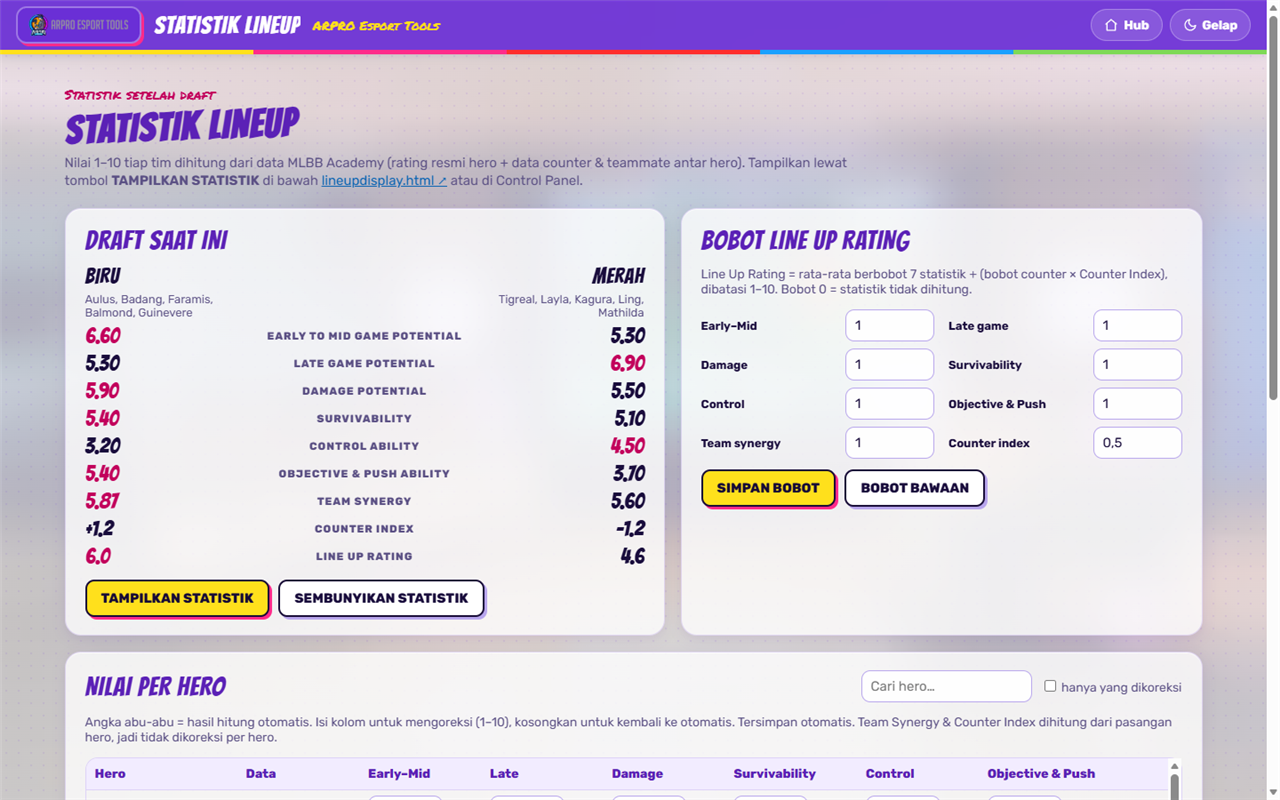 ARPRO ESPORT TOOLS
STATISTIK LINEUP
ARPRO Esport Tools
Hub
Gelap
Statistik setelah draft
STATISTIK LINEUP
Nilai 1–10 tiap tim dihitung dari data MLBB Academy (rating resmi hero + data counter & teammate antar hero). Tampilkan lewat
tombol TAMPILKAN STATISTIK di bawah lineupdisplay.html ↗ atau di Control Panel.
DRAFT SAAT INI
BIRU
MERAH
Aulus, Badang, Faramis,
Balmond, Guinevere
Tigreal, Layla, Kagura, Ling,
Mathilda
6.60 EARLY TO MID GAME POTENTIAL 5.30
5.30 LATE GAME POTENTIAL 6.90
5.90 DAMAGE POTENTIAL 5.50
5.40 SURVIVABILITY 5.10
3.20 CONTROL ABILITY 4.50
5.40 OBJECTIVE & PUSH ABILITY 3.70
5.87 TEAM SYNERGY 5.60
+1.2 COUNTER INDEX -1.2
6.0 LINE UP RATING 4.6
TAMPILKAN STATISTIK
SEMBUNYIKAN STATISTIK
BOBOT LINE UP RATING
Line Up Rating = rata-rata berbobot 7 statistik + (bobot counter × Counter Index),
dibatasi 1–10. Bobot 0 = statistik tidak dihitung.
Early–Mid 1 Late game 1
Damage 1 Survivability 1
Control 1 Objective & Push 1
Team synergy 1 Counter index 0,5
SIMPAN BOBOT
BOBOT BAWAAN
NILAI PER HERO
Cari hero…
hanya yang dikoreksi
Angka abu-abu = hasil hitung otomatis. Isi kolom untuk mengoreksi (1–10), kosongkan untuk kembali ke otomatis. Tersimpan otomatis. Team Synergy & Counter Index dihitung dari pasangan
hero, jadi tidak dikoreksi per hero.
Hero Data Early–Mid Late Damage Survivability Control Objective & Push